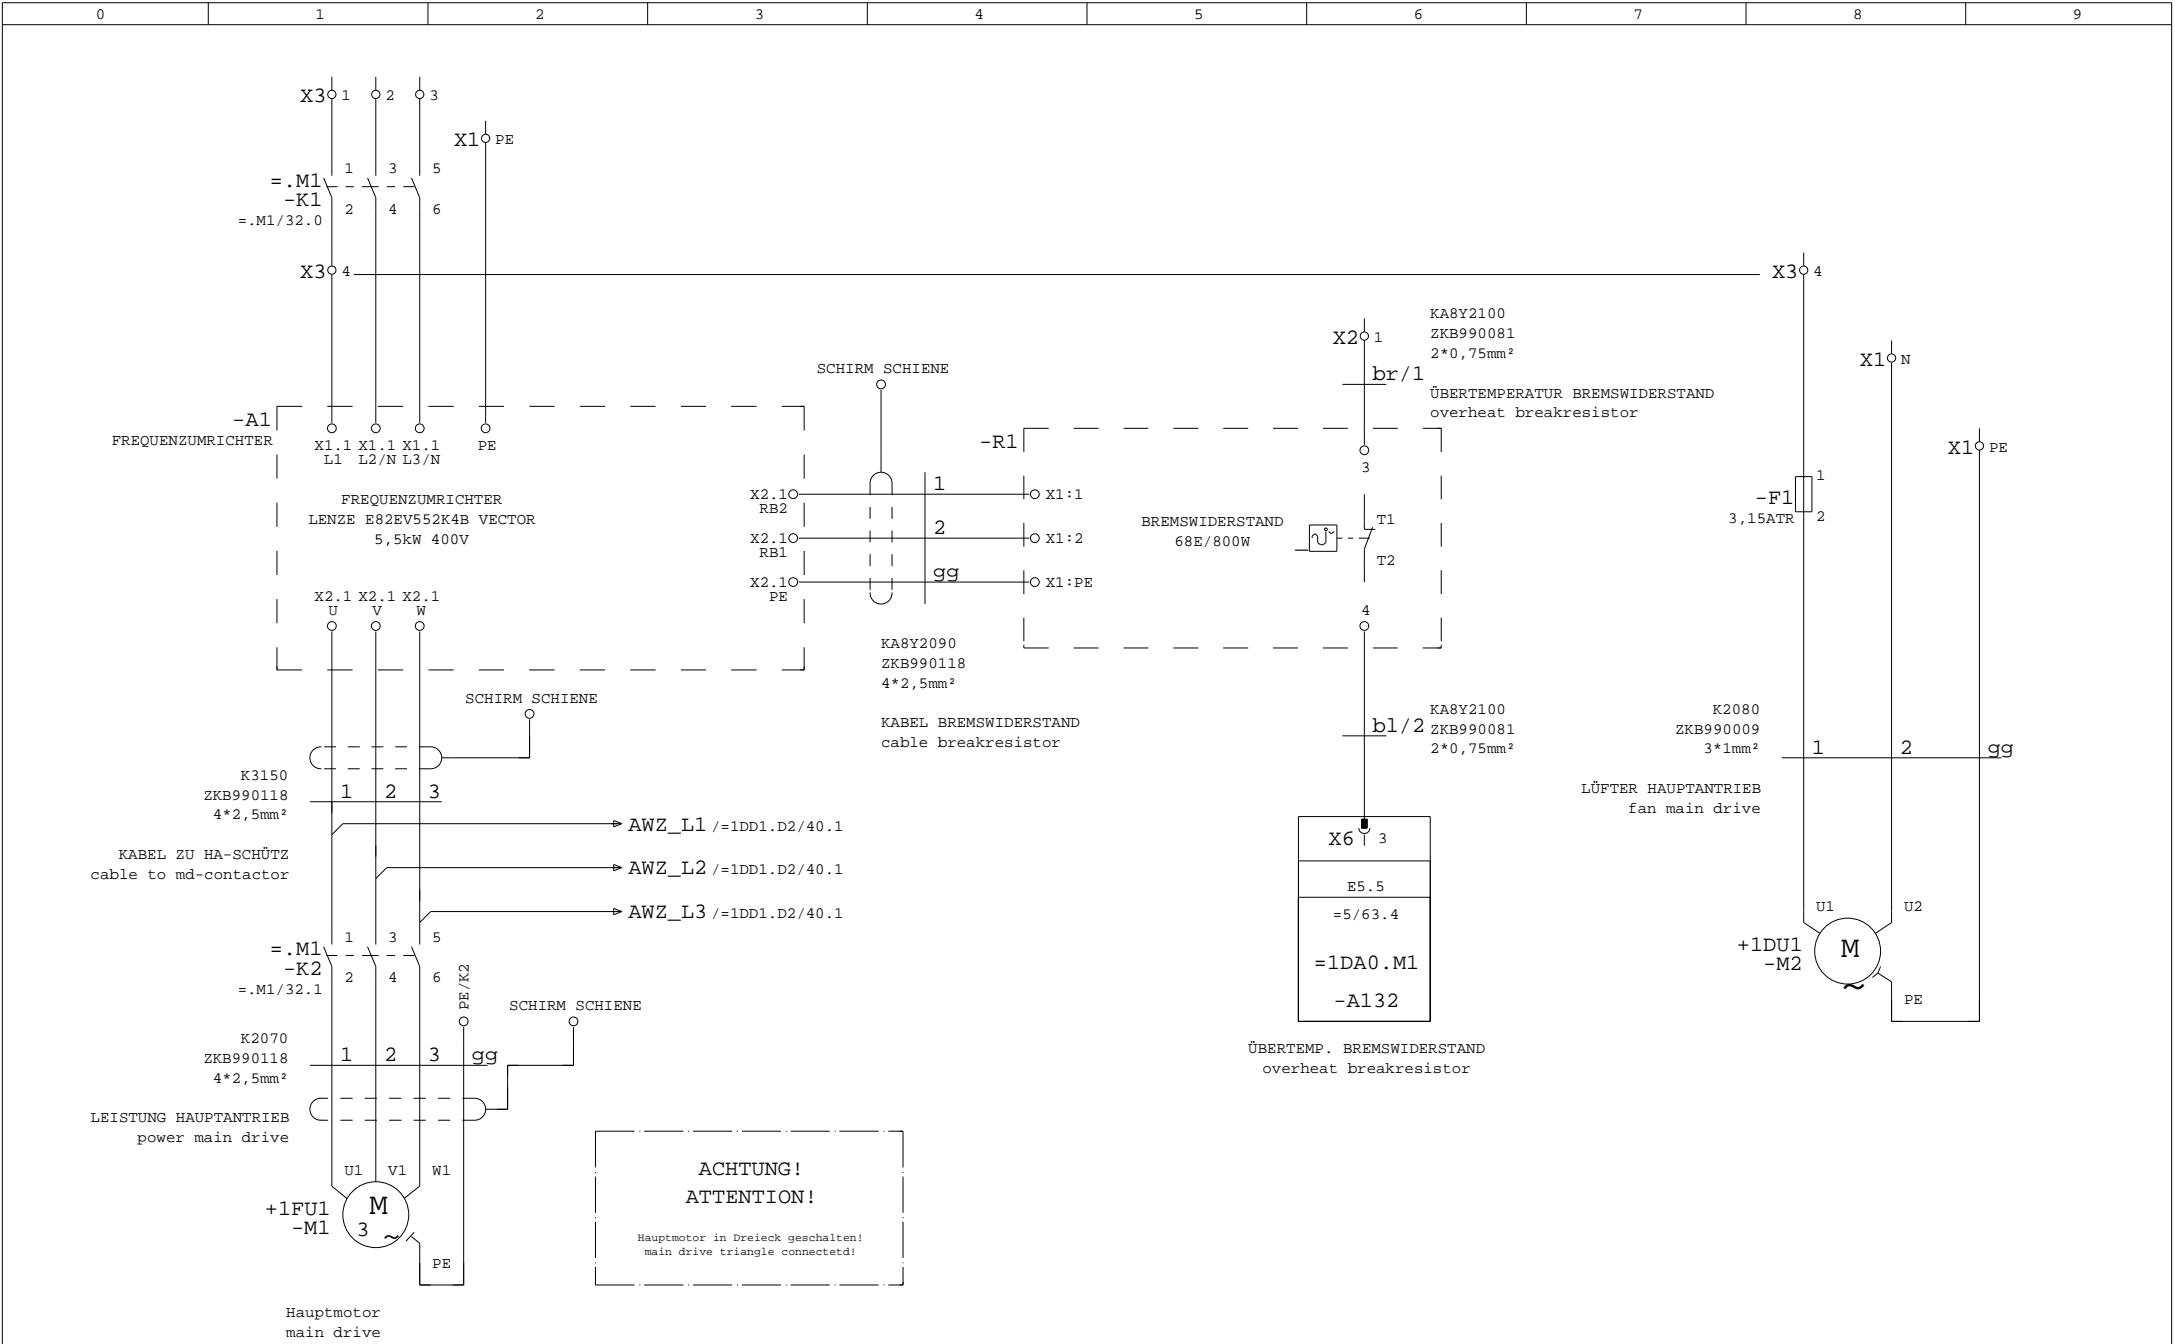 0 1 2 3 4 5 6 7 8 9
X3 1 2 3
X1 PE
1 3 5
=.M1
-K1
2 4 6
=.M1/32.0
X3 4
X3 4
KA8Y2100
ZKB990081
2*0,75mm²
X2 1
br/1
ÜBERTEMPERATUR BREMSWIDERSTAND
overheat breakresistor
X1 N
SCHIRM SCHIENE
-A1
FREQUENZUMRICHTER
X1.1 X1.1 X1.1 PE
L1 L2/N L3/N
FREQUENZUMRICHTER
LENZE E82EV552K4B VECTOR
5,5kW 400V
X2.1
RB2
X2.1
RB1
X2.1
PE
1
2
gg
-R1
X1:1
X1:2
X1:PE
BREMSWIDERSTAND
68E/800W
3
T1
T2
4
X1 PE
-F1
3,15ATR
1
2
X2.1 X2.1 X2.1
U V W
KA8Y2090
ZKB990118
4*2,5mm²
KABEL BREMSWIDERSTAND
cable breakresistor
SCHIRM SCHIENE
K3150
ZKB990118
4*2,5mm²
1 2 3
KABEL ZU HA-SCHÜTZ
cable to md-contactor
AWZ_L1 /=1DD1.D2/40.1
AWZ_L2 /=1DD1.D2/40.1
AWZ_L3 /=1DD1.D2/40.1
bl/2
KA8Y2100
ZKB990081
2*0,75mm²
K2080
ZKB990009
3*1mm²
1 2 gg
LÜFTER HAUPTANTRIEB
fan main drive
X6 3
E5.5
=5/63.4
=1DA0.M1
-A132
ÜBERTEMP. BREMSWIDERSTAND
overheat breakresistor
U1 U2
+1DU1
-M2
M
~
PE
1 3 5
=.M1
-K2
2 4 6
=.M1/32.1
PE/K2
SCHIRM SCHIENE
K2070
ZKB990118
4*2,5mm²
1 2 3 gg
LEISTUNG HAUPTANTRIEB
power main drive
U1 V1 W1
+1FU1
-M1
M
3 ~
PE
Hauptmotor
main drive
ACHTUNG!
ATTENTION!
Hauptmotor in Dreieck geschalten!
main drive triangle connectetd!